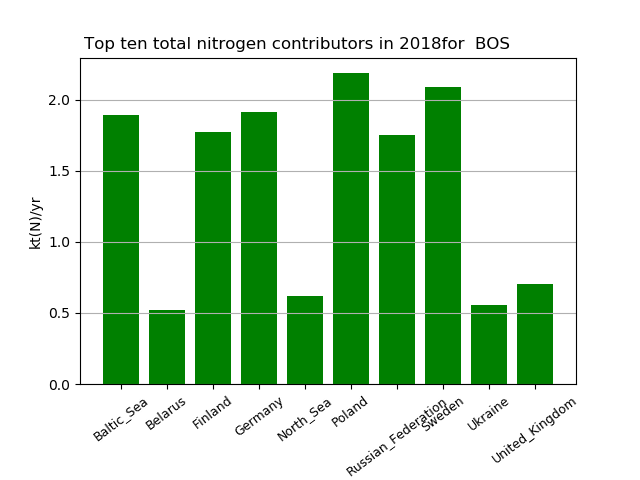 Top ten total nitrogen contributors in 2018for  BOS
kt(N)/yr
2.0
1.5
1.0
0.5
0.0
Baltic_Sea
Belarus
Finland
Germany
North_Sea
Poland
Russian_Federation
Sweden
Ukraine
United_Kingdom